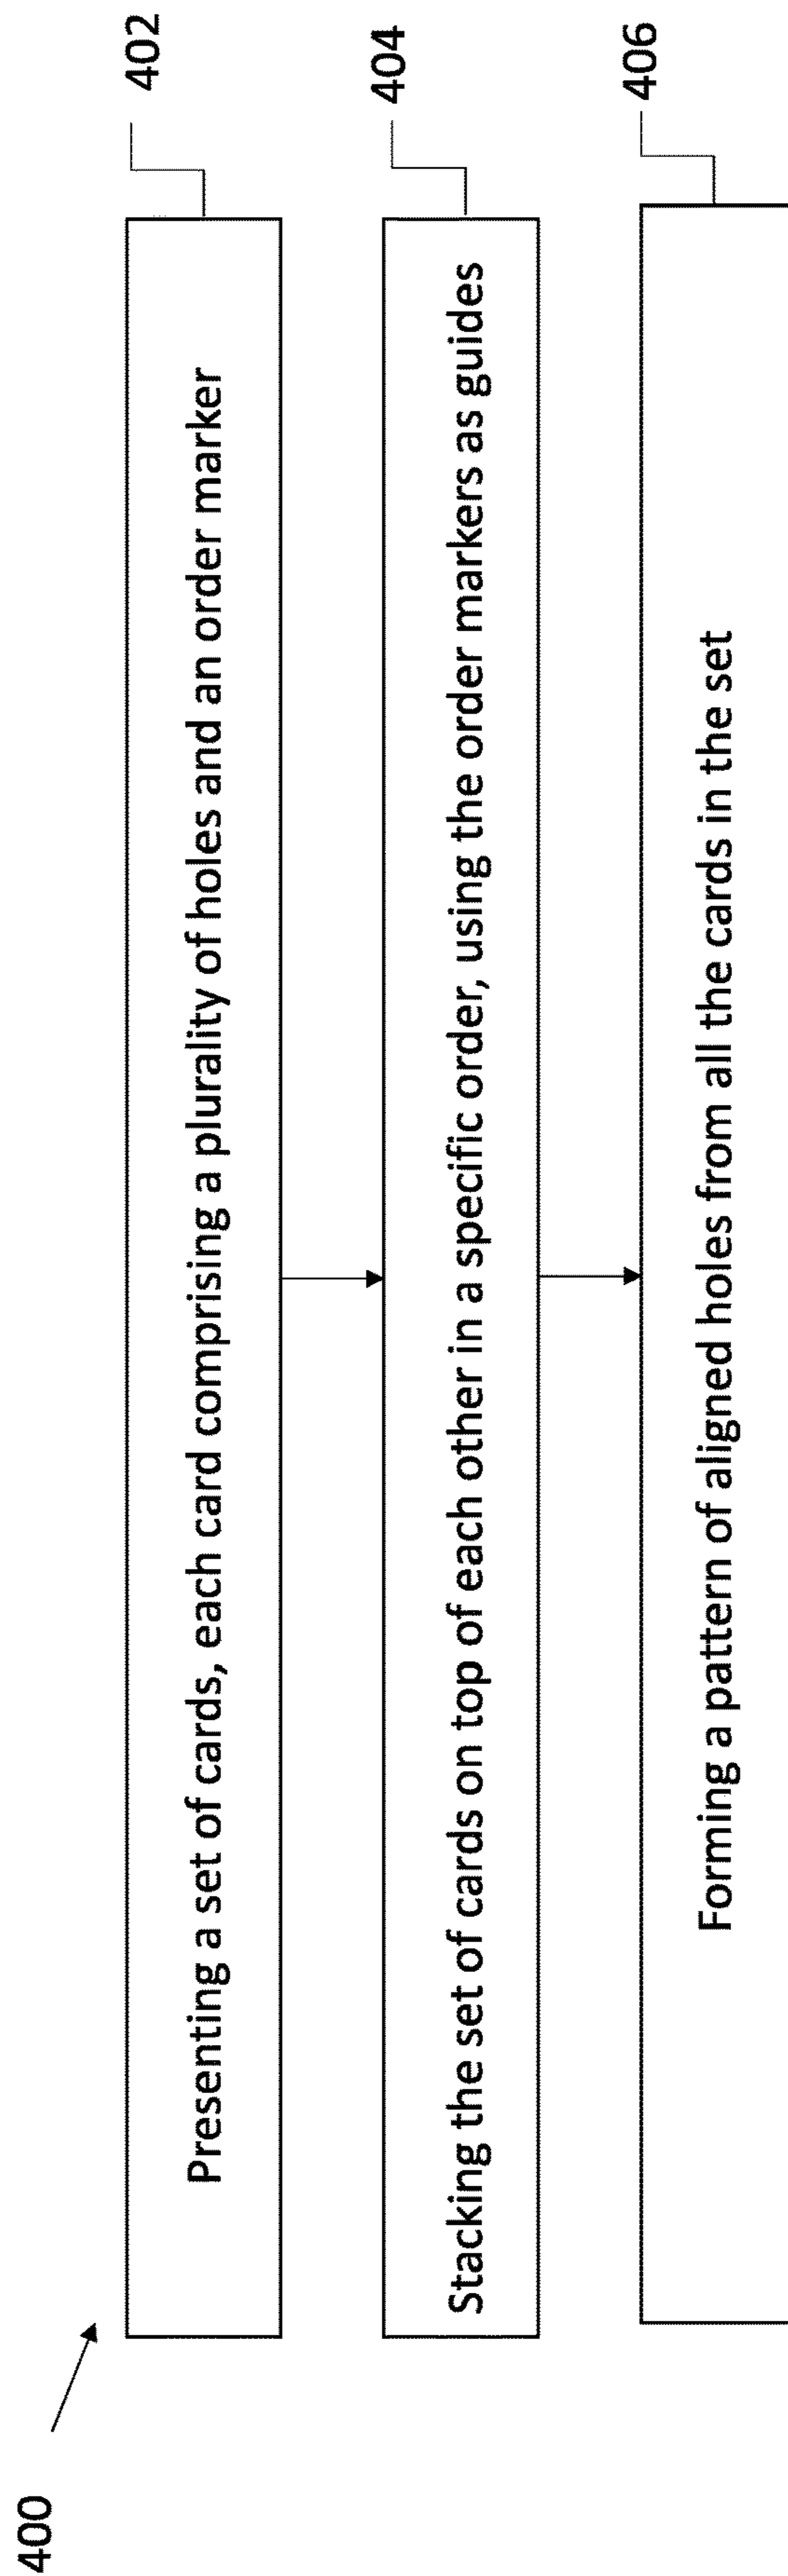 400
Presenting a set of cards, each card comprising a plurality of holes and an order marker
402
Stacking the set of cards on top of each other in a specific order, using the order markers as guides
404
Forming a pattern of aligned holes from all the cards in the set
406